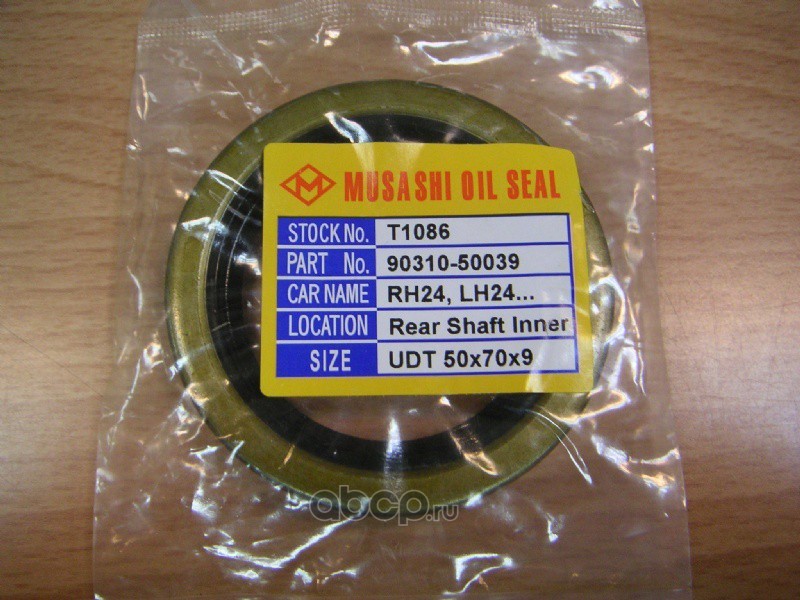 MUSASHI OIL SEAL
STOCK No. T1086
PART No. 90310-50039
CAR NAME RH24, LH24...
LOCATION Rear Shaft Inner
SIZE UDT 50x70x9
abcp.ru